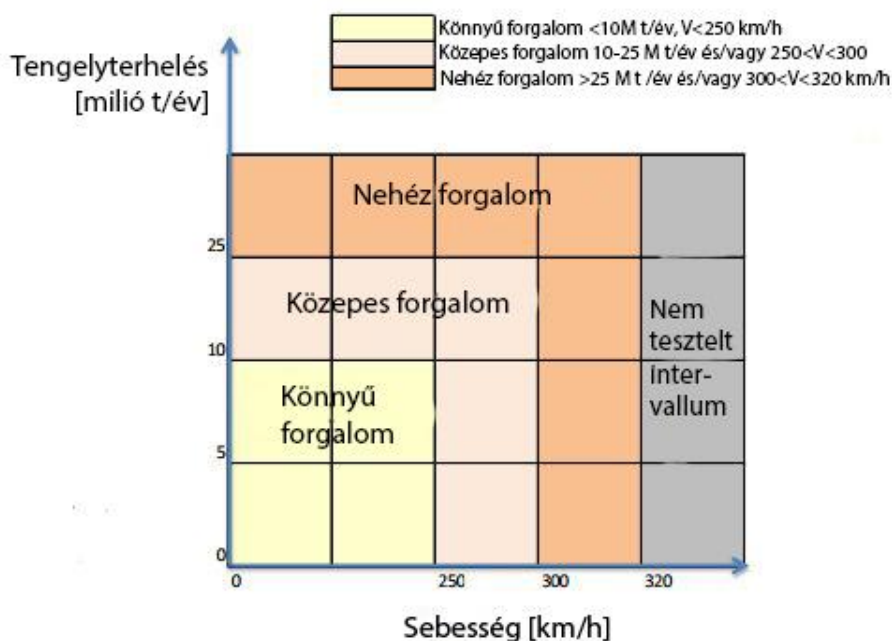 Könnyű forgalom <10M t/év, V<250 km/h
Közepes forgalom 10-25 M t/év és/vagy 250<V<300
Nehéz forgalom >25 M t /év és/vagy 300<V<320 km/h
Tengelyterhelés
[milió t/év]
Nehéz forgalom
25
Közepes forgalom
Nem
tesztelt
inter-
vallum
10
Könnyű
forgalom
5
0
0
250
300
320
Sebesség [km/h]